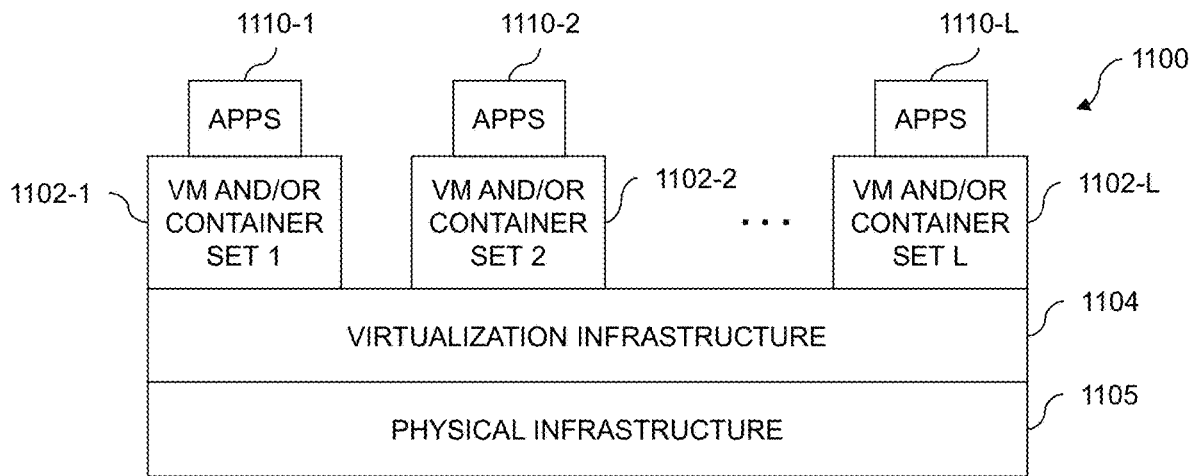 1110-1
1110-2
1110-L
1100
APPS
APPS
APPS
1102-1
VM AND/OR
CONTAINER
SET 1
VM AND/OR
CONTAINER
SET 2
1102-2
. . .
VM AND/OR
CONTAINER
SET L
1102-L
VIRTUALIZATION INFRASTRUCTURE
1104
PHYSICAL INFRASTRUCTURE
1105